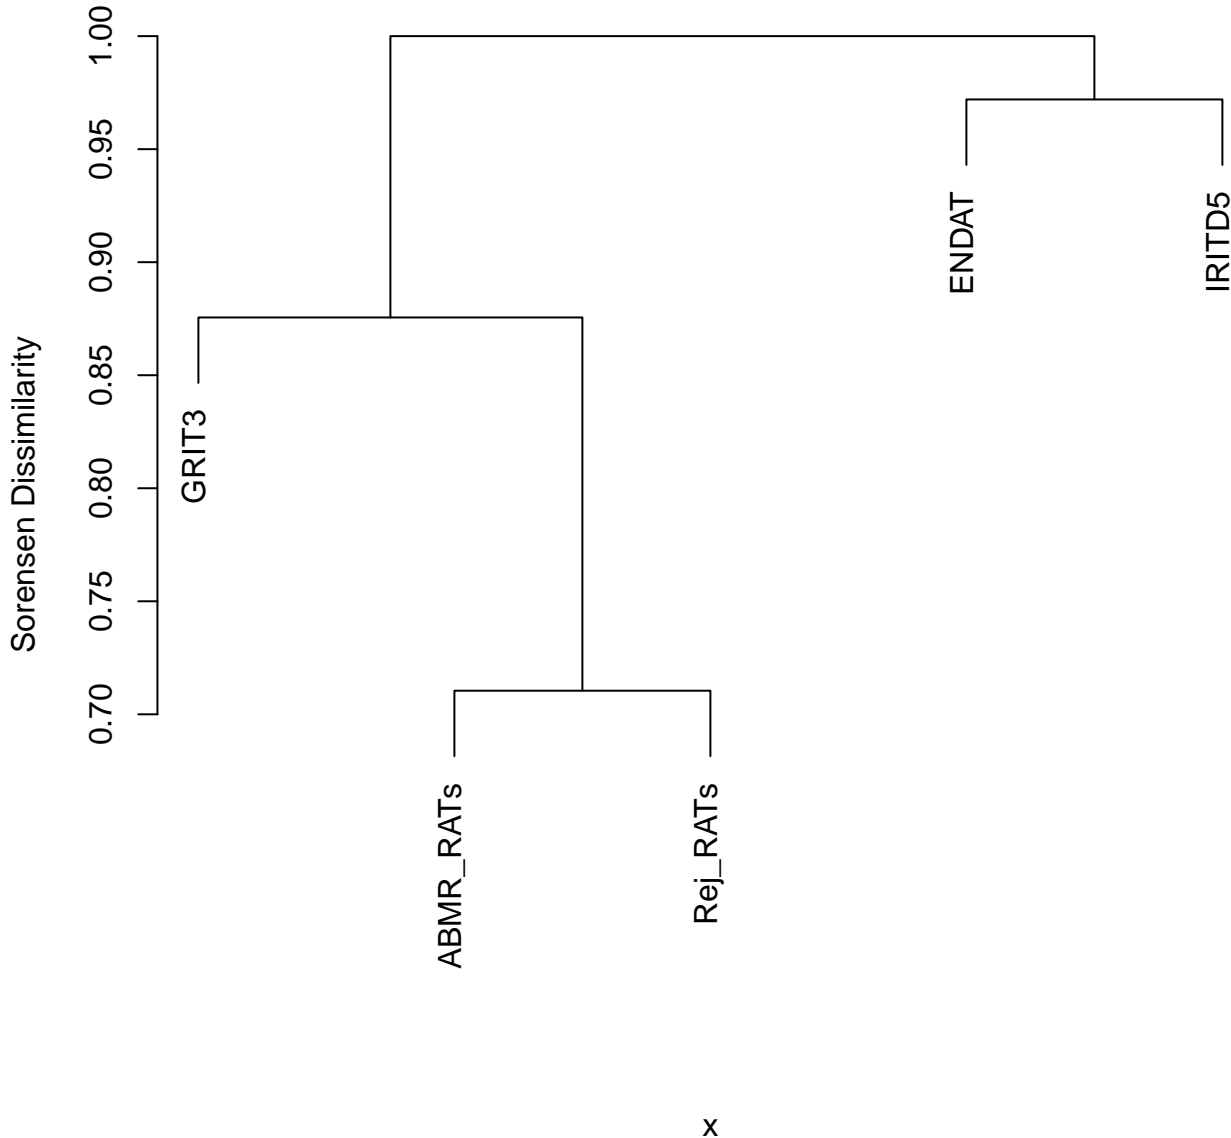 Sorensen Dissimilarity
1.00
0.95
0.90
0.85
0.80
0.75
0.70
GRIT3
ABMR_RATs
Rej_RATs
ENDAT
IRITD5
x